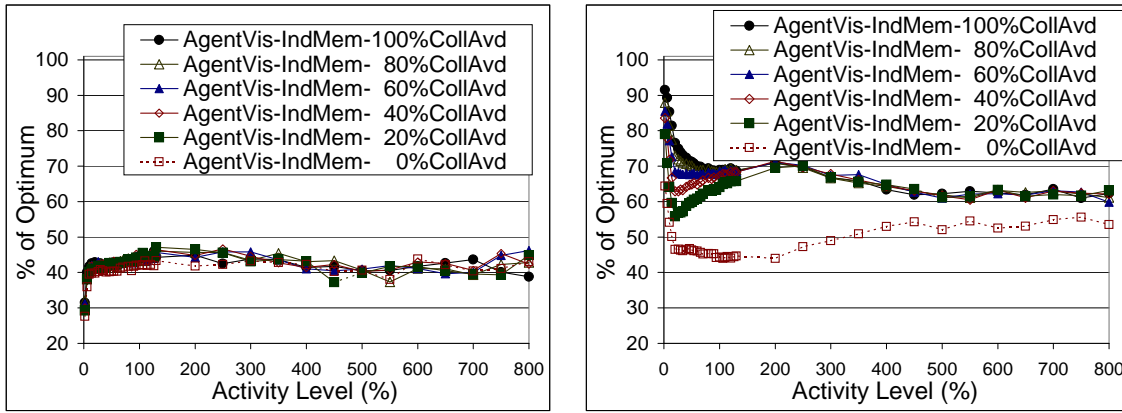 AgentVis-IndMem-100%CollAvd
AgentVis-IndMem- 80%CollAvd
AgentVis-IndMem- 60%CollAvd
AgentVis-IndMem- 40%CollAvd
AgentVis-IndMem- 20%CollAvd
AgentVis-IndMem- 0%CollAvd
% of Optimum
100
90
80
70
60
50
40
30
20
0 100 200 300 400 500 600 700 800
Activity Level (%)
AgentVis-IndMem-100%CollAvd
AgentVis-IndMem- 80%CollAvd
AgentVis-IndMem- 60%CollAvd
AgentVis-IndMem- 40%CollAvd
AgentVis-IndMem- 20%CollAvd
AgentVis-IndMem- 0%CollAvd
% of Optimum
100
90
80
70
60
50
40
30
20
0 100 200 300 400 500 600 700 800
Activity Level (%)